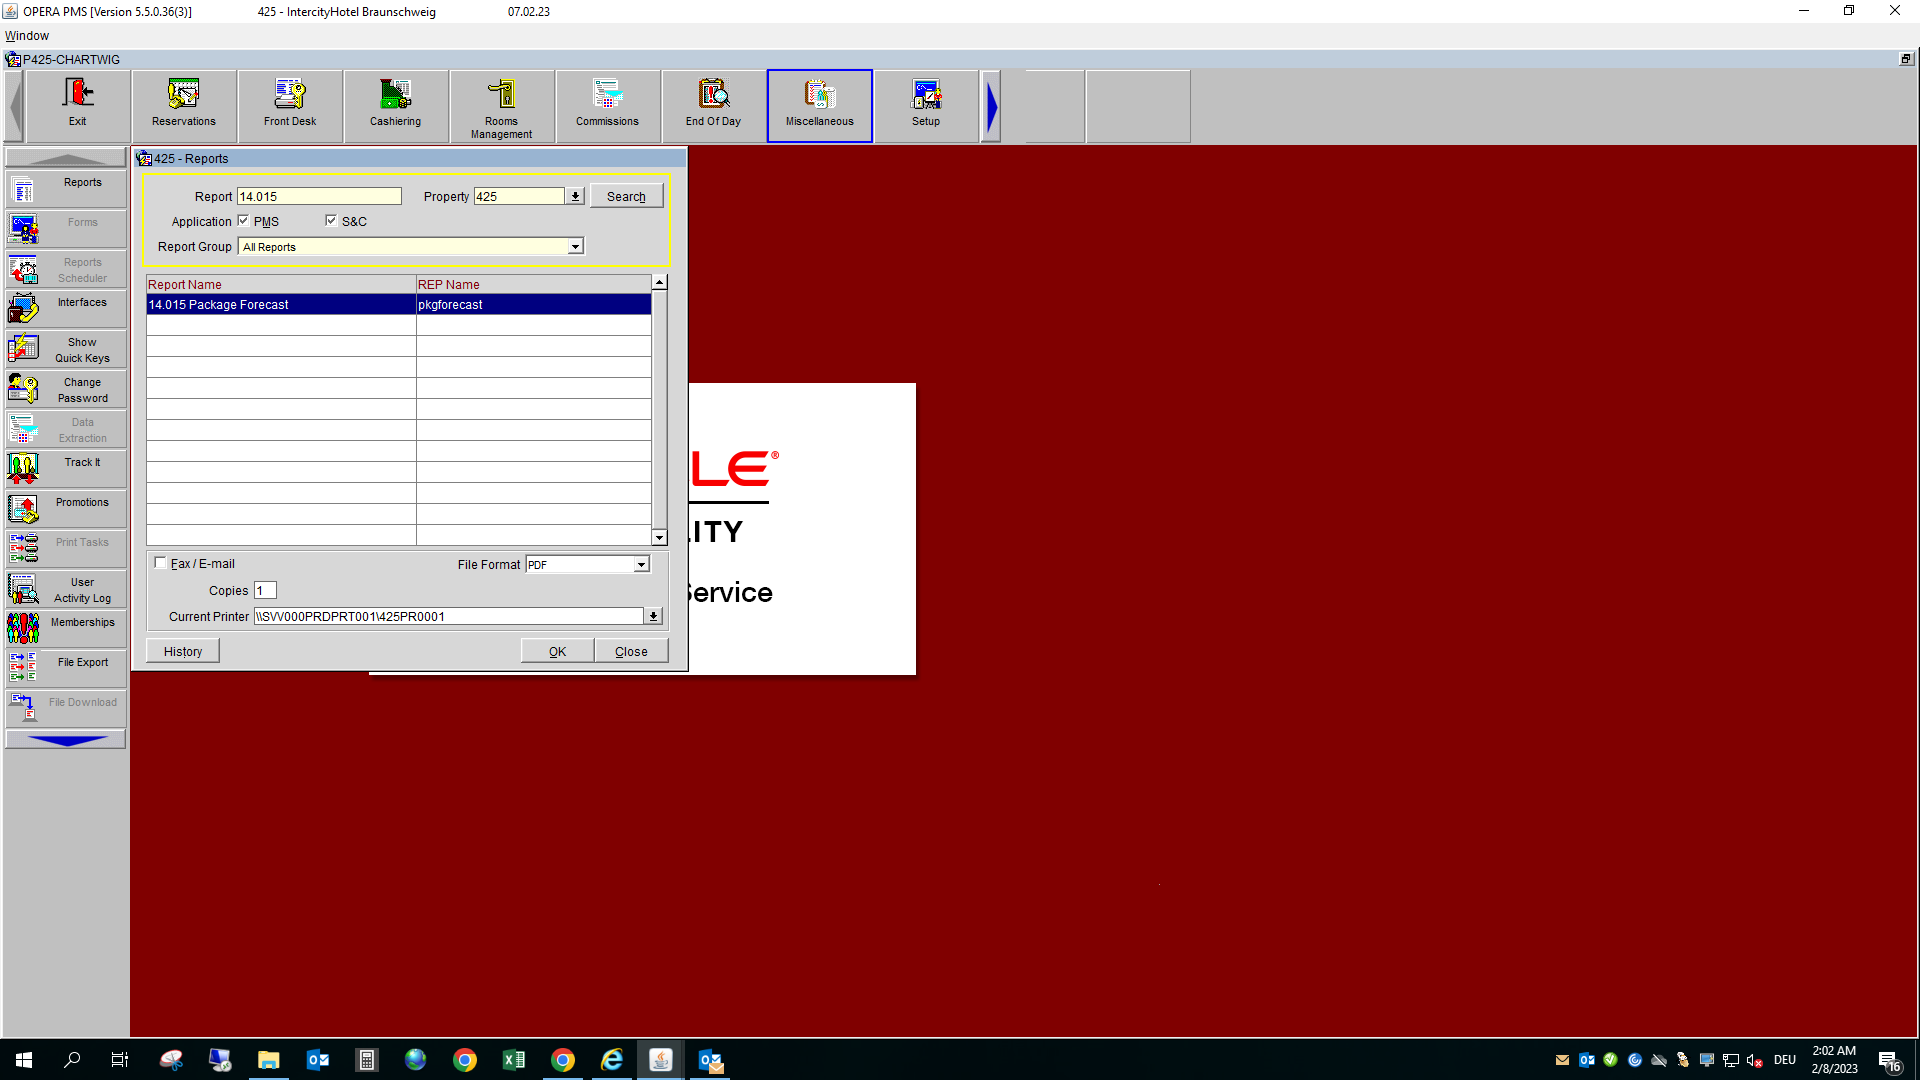 OPERA PMS [Version 5.5.0.36(3)] 425 - IntercityHotel Braunschweig 07.02.23
Window
P425-CHARTWIG
Exit
Reservations
Front Desk
Cashiering
Rooms
Management
Commissions
End Of Day
Miscellaneous
Setup
Reports
Forms
Reports
Scheduler
Interfaces
Show
Quick Keys
Change
Password
Data
Extraction
Track It
Promotions
Print Tasks
User
Activity Log
Memberships
File Export
File Download
425 - Reports
Report 14.015 Property 425 Search
Application PMS S&C
Report Group All Reports
Report Name REP Name
14.015 Package Forecast pkgforecast
Fax / E-mail File Format PDF
Copies 1
Current Printer \\SVV000PRDPRT001\425PR0001
History OK Close
LE®
LITY
Service
DEU
2:02 AM
2/8/2023
16